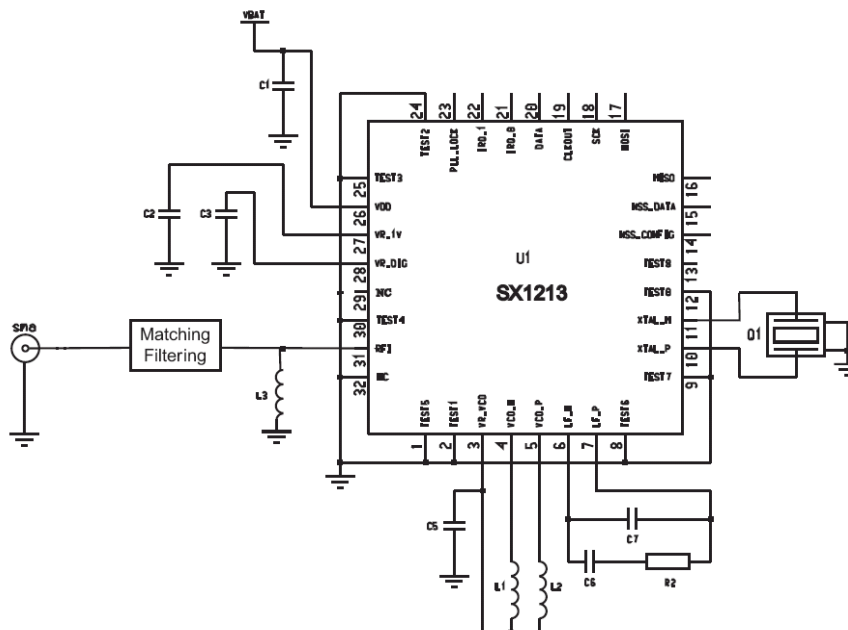 VBAT
C1
24 23 22 21 20 19 18 17
TEST2 PLL_LOCK IRQ_1 IRQ_0 DATA CLKOUT SCK MOSI
25 TEST3
26 VDD
27 VR_1V
28 VR_DIG
29 NC
30 TEST4
31 RFI
32 NC
MISO 16
NSS_DATA 15
NSS_CONFIG 14
TEST8 13
TEST0 12
XTAL_M 11
XTAL_P 10
TEST7 9
U1
SX1213
C2
C3
SMA
Matching
Filtering
L3
Q1
TEST5 TEST1 VR_VCO VCO_M VCO_P LF_M LF_P TEST6
1 2 3 4 5 6 7 8
C5
C7
C6
R2
L1
L2